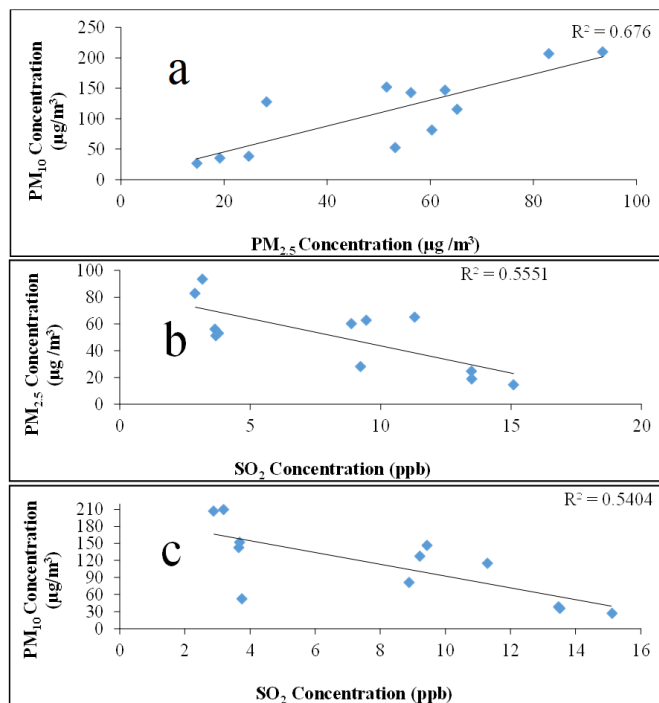 R² = 0.676
a
PM₁₀ Concentration
(µg/m³)
250
200
150
100
50
0
0 20 40 60 80 100
PM₂.₅ Concentration (µg /m³)
R² = 0.5551
b
PM₂.₅ Concentration
(µg /m³)
100
80
60
40
20
0
0 5 10 15 20
SO₂ Concentration (ppb)
R² = 0.5404
c
PM₁₀ Concentration
(µg/m³)
210
180
150
120
90
60
30
0
0 2 4 6 8 10 12 14 16
SO₂ Concentration (ppb)